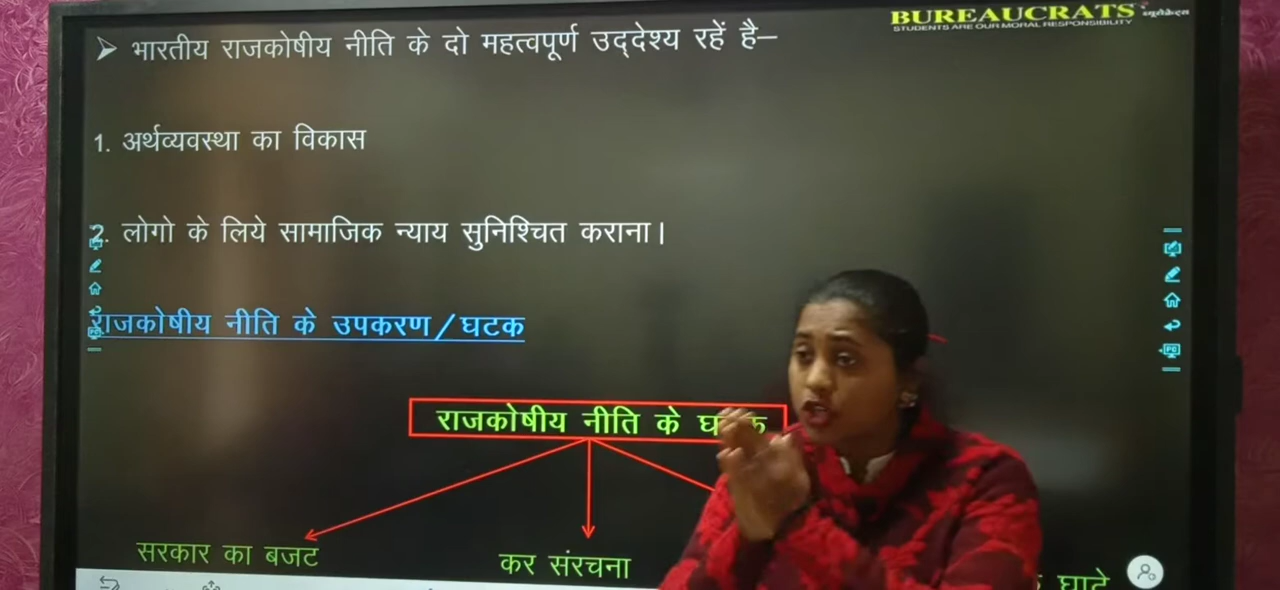 BUREAUCRATS ब्यूरोक्रेट्स
STUDENTS ARE OUR MORAL RESPONSIBILITY
➤ भारतीय राजकोषीय नीति के दो महत्वपूर्ण उद्देश्य रहें है–
1. अर्थव्यवस्था का विकास
2. लोगो के लिये सामाजिक न्याय सुनिश्चित कराना।
राजकोषीय नीति के उपकरण/घटक
राजकोषीय नीति के
सरकार का बजट
कर संरचना
घाटे